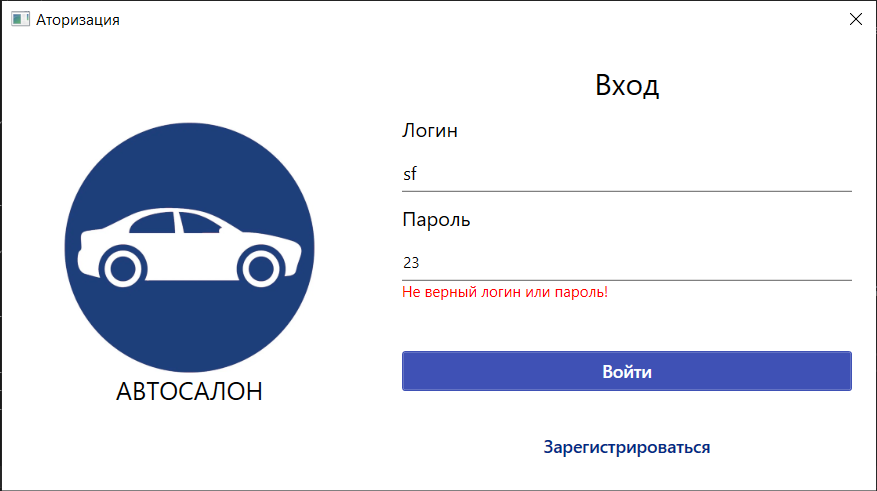 Аторизация
Вход
Логин
sf
Пароль
23
Не верный логин или пароль!
Войти
АВТОСАЛОН
Зарегистрироваться